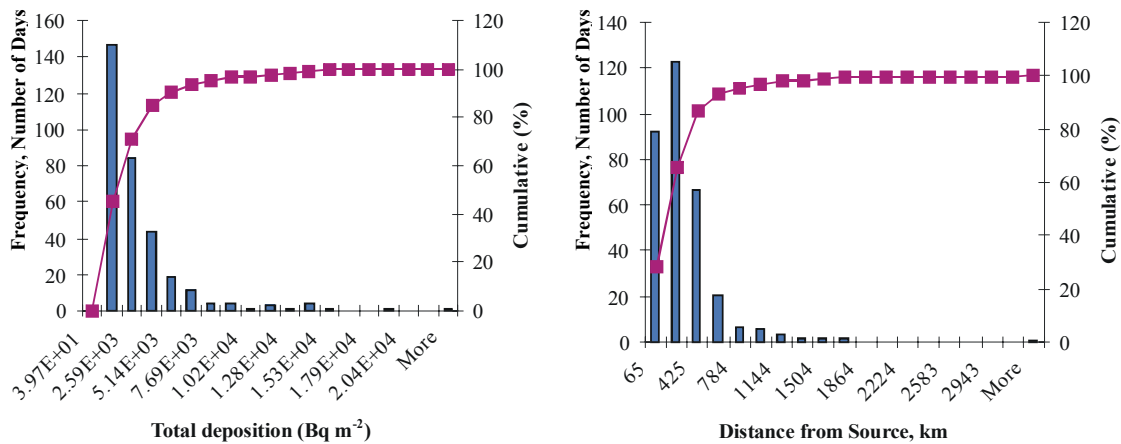 Frequency, Number of Days
160
140
120
100
80
60
40
20
0
120
100
80
60
40
20
0
Cumulative (%)
3.97E+01
2.59E+03
5.14E+03
7.69E+03
1.02E+04
1.28E+04
1.53E+04
1.79E+04
2.04E+04
More
Total deposition (Bq m-2)
Frequency, Number of Days
140
120
100
80
60
40
20
0
120
100
80
60
40
20
0
Cumulative (%)
65
425
784
1144
1504
1864
2224
2583
2943
More
Distance from Source, km